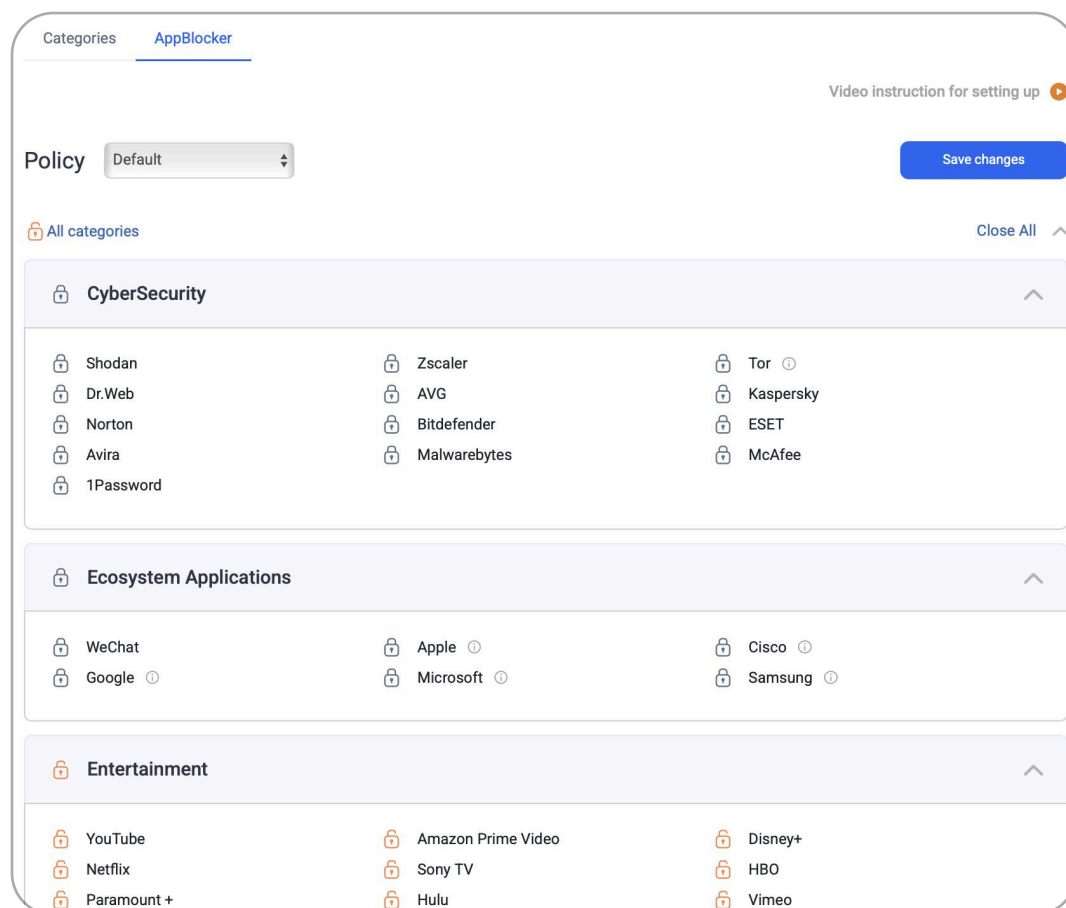 Categories AppBlocker
Video instruction for setting up
Policy Default Save changes
All categories Close All
CyberSecurity
Shodan Zscaler Tor
Dr.Web AVG Kaspersky
Norton Bitdefender ESET
Avira Malwarebytes McAfee
1Password
Ecosystem Applications
WeChat Apple Cisco
Google Microsoft Samsung
Entertainment
YouTube Amazon Prime Video Disney+
Netflix Sony TV HBO
Paramount + Hulu Vimeo